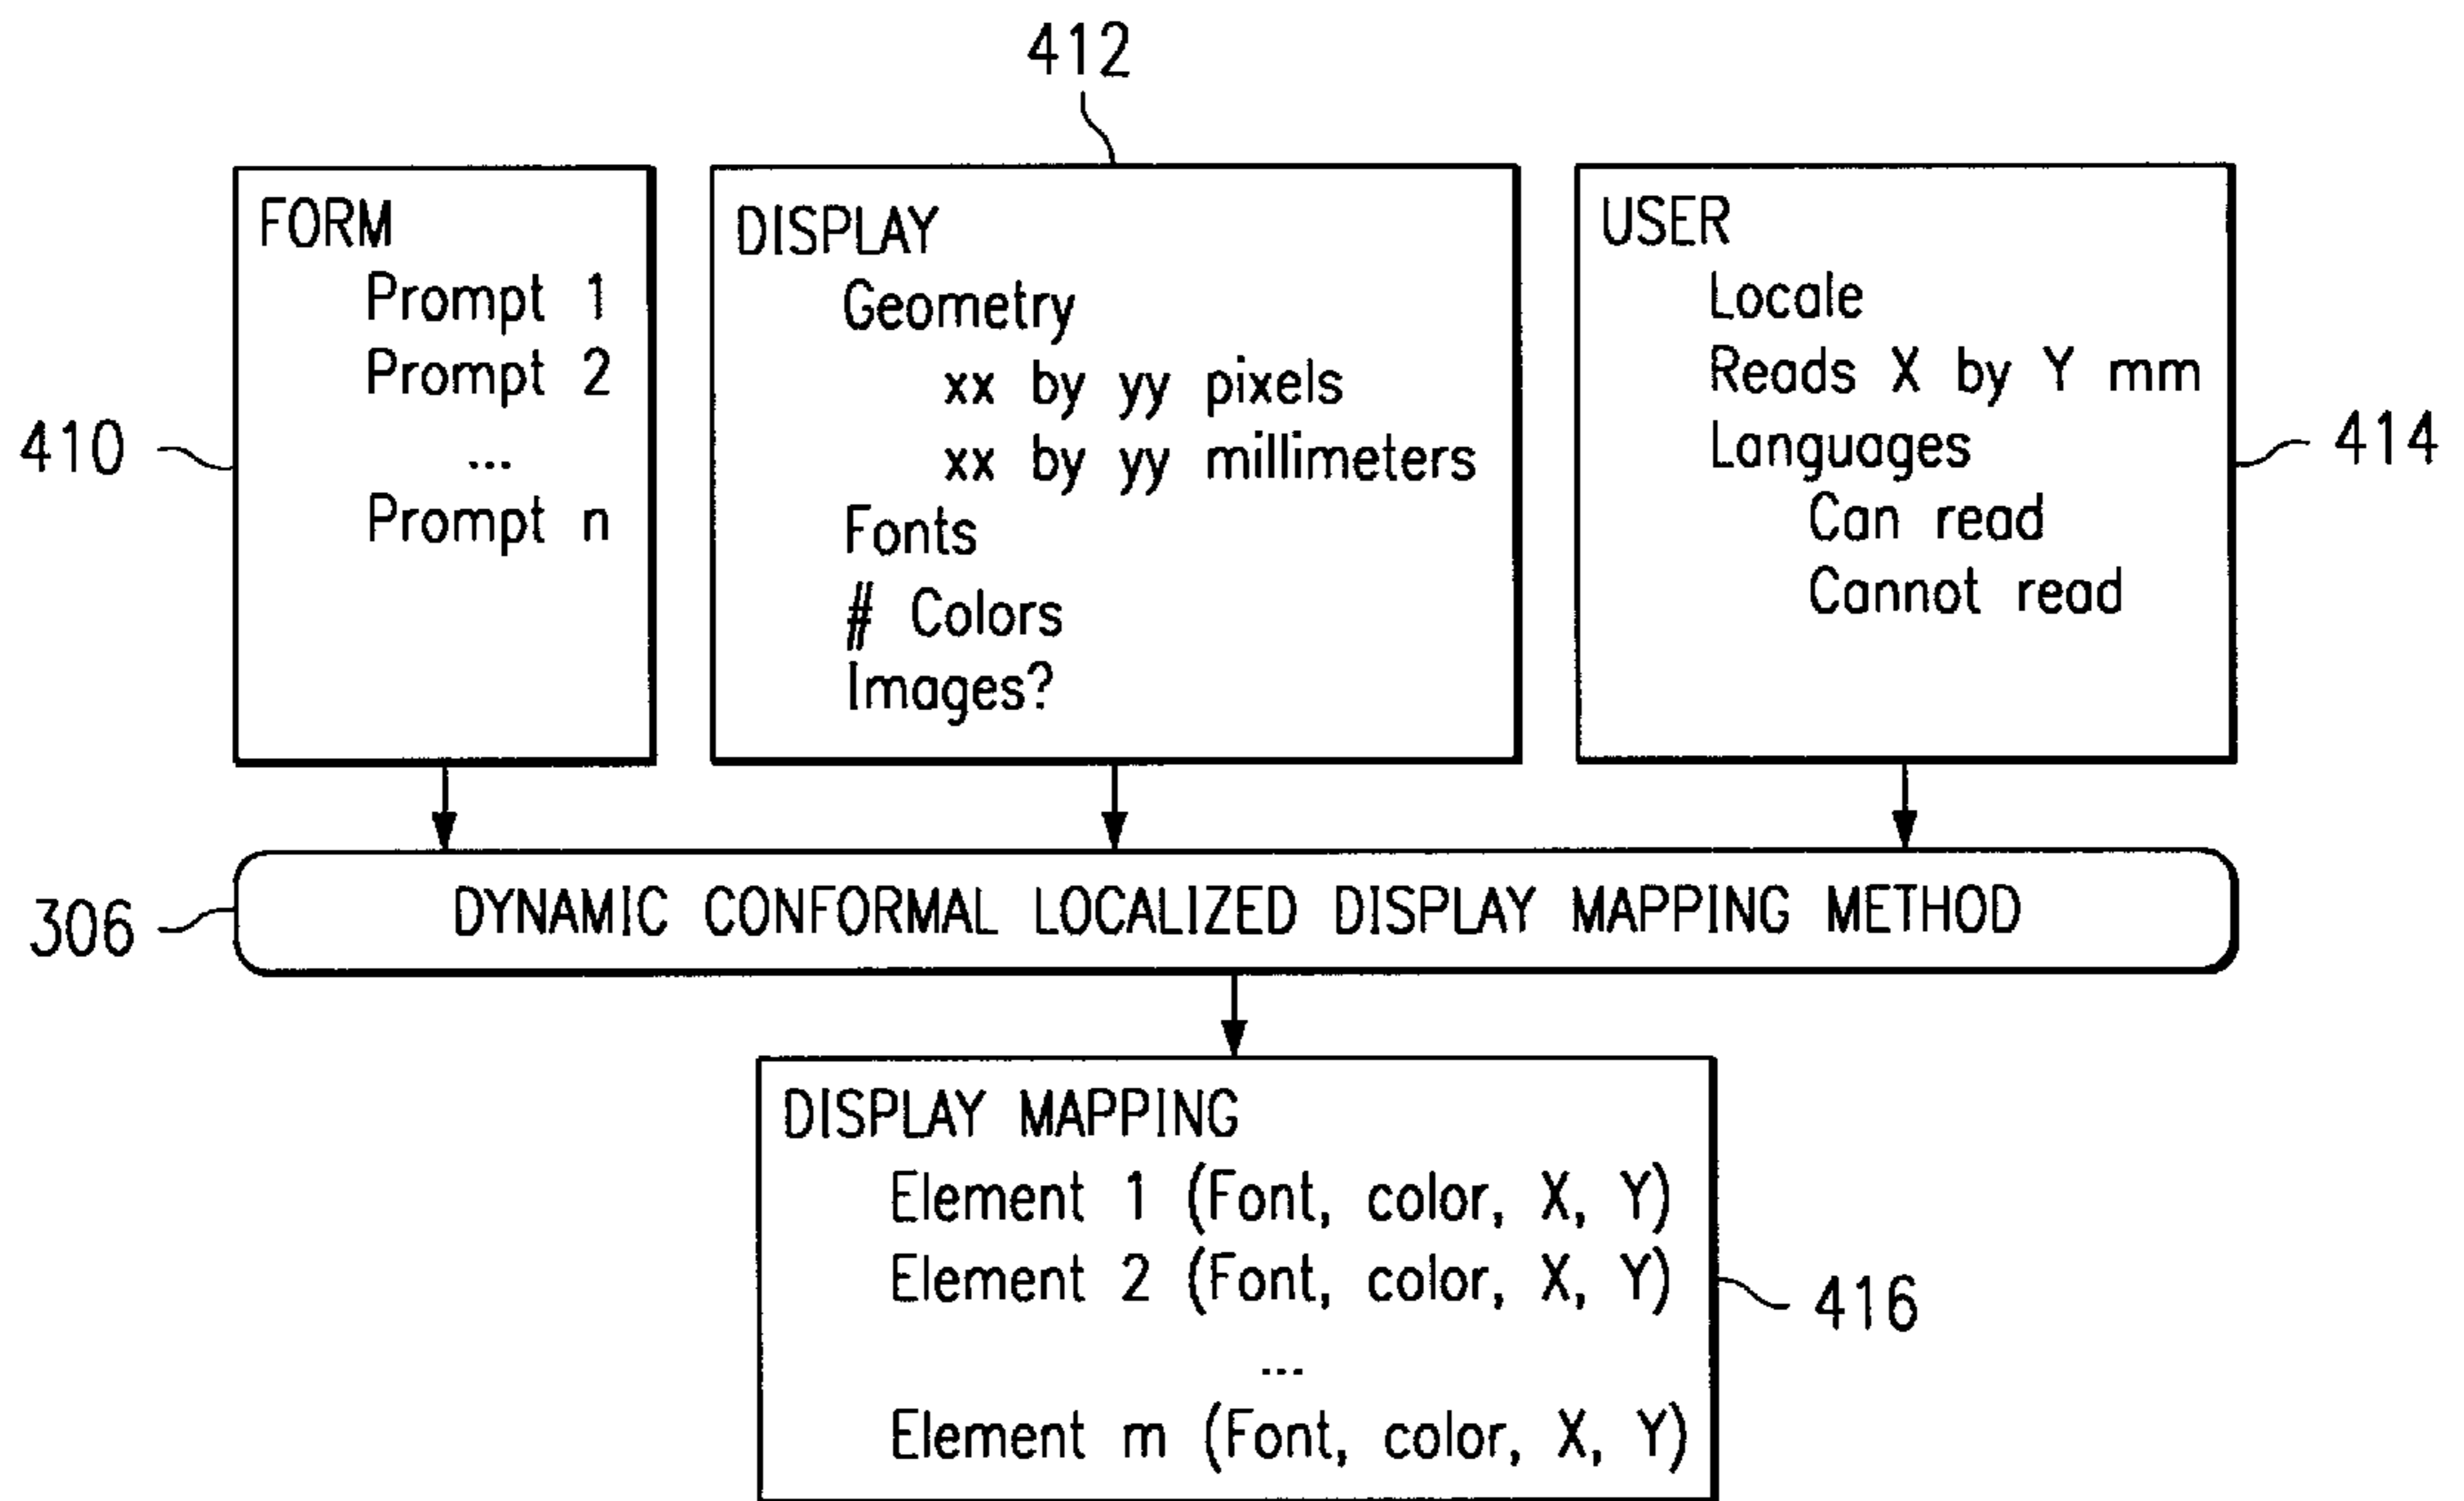 412
FORM
Prompt 1
Prompt 2
...
Prompt n
410
DISPLAY
Geometry
xx by yy pixels
xx by yy millimeters
Fonts
# Colors
Images?
USER
Locale
Reads X by Y mm
Languages
Can read
Cannot read
414
306
DYNAMIC CONFORMAL LOCALIZED DISPLAY MAPPING METHOD
DISPLAY MAPPING
Element 1 (Font, color, X, Y)
Element 2 (Font, color, X, Y)
...
Element m (Font, color, X, Y)
416